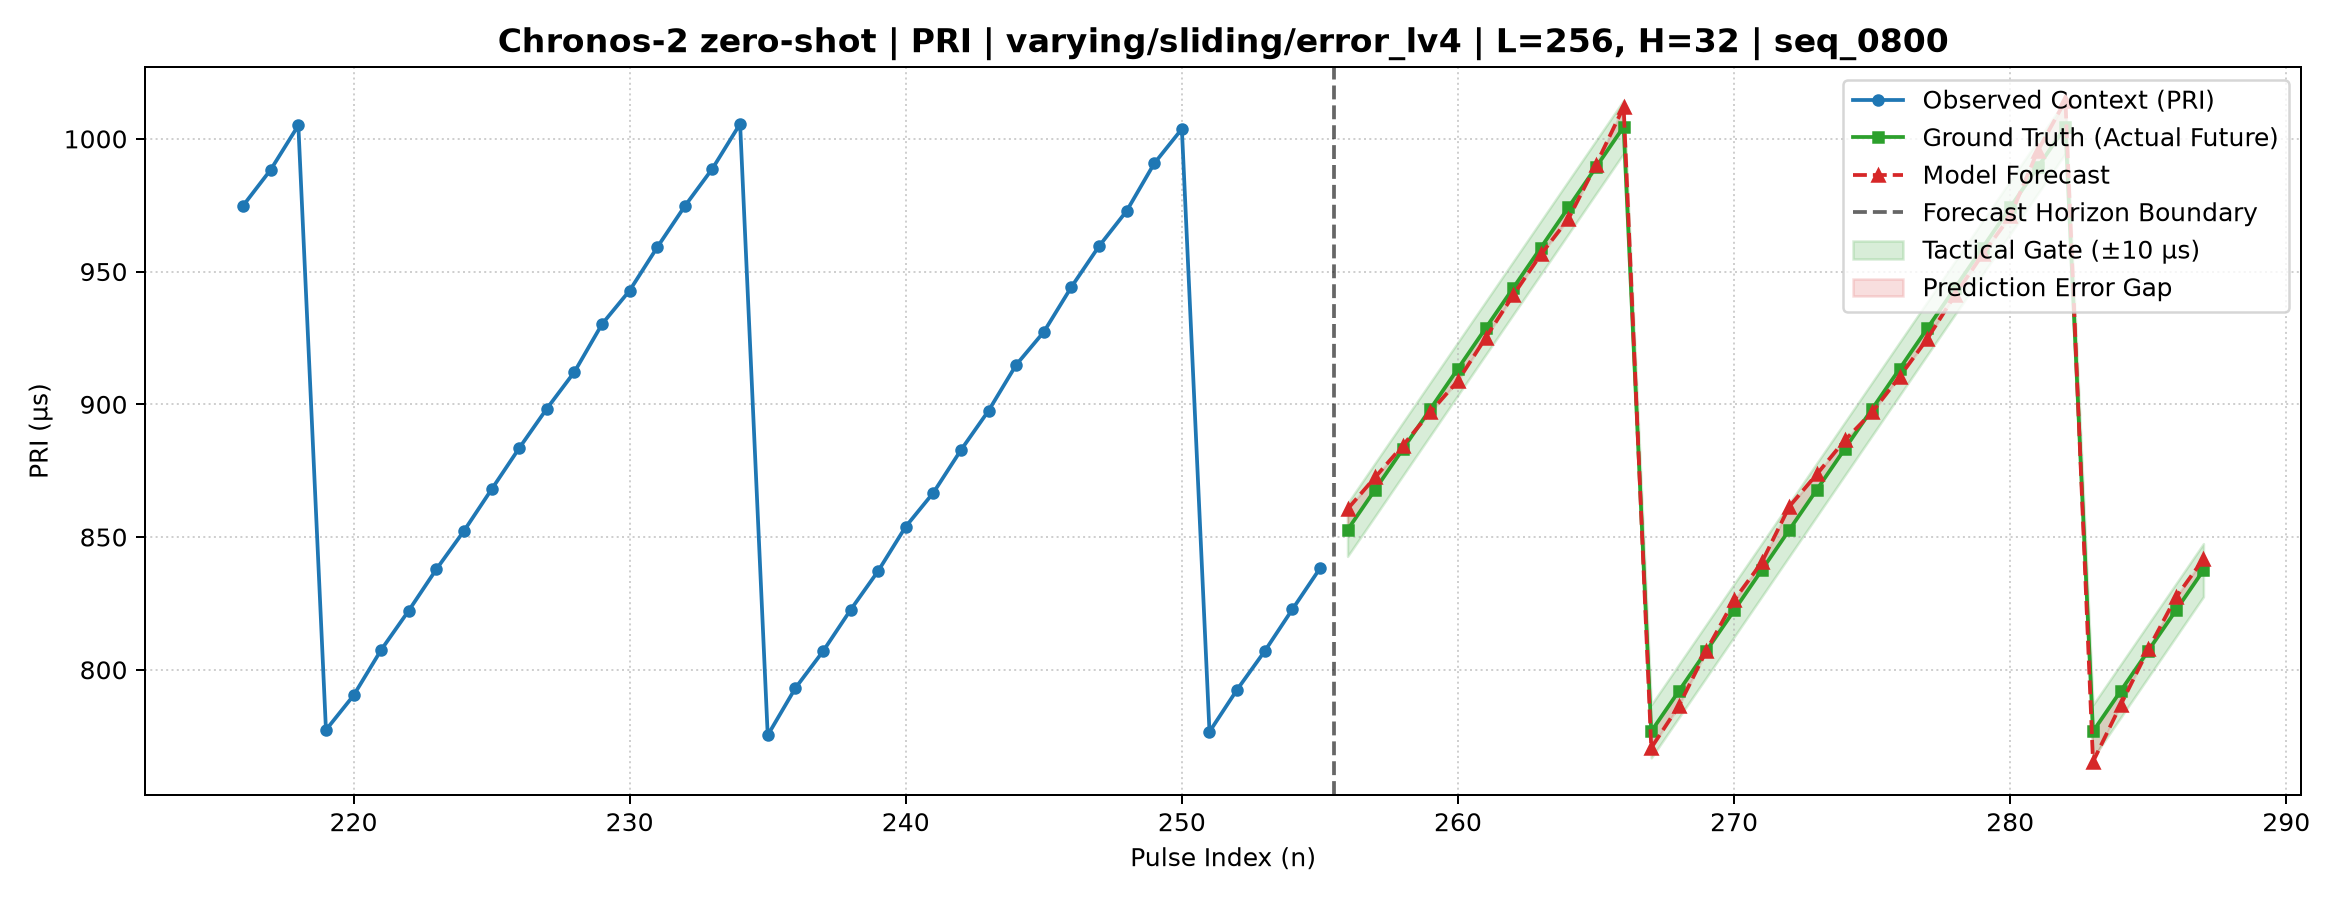 Chronos-2 zero-shot | PRI | varying/sliding/error_lv4 | L=256, H=32 | seq_0800
Observed Context (PRI)
Ground Truth (Actual Future)
Model Forecast
Forecast Horizon Boundary
Tactical Gate (±10 µs)
Prediction Error Gap
PRI (µs)
1000
950
900
850
800
220 230 240 250 260 270 280 290
Pulse Index (n)